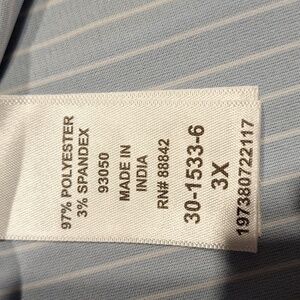 97% POLYESTER
3% SPANDEX
93050
MADE IN
INDIA
RN# 88842
30-1533-6
3X
197380722117